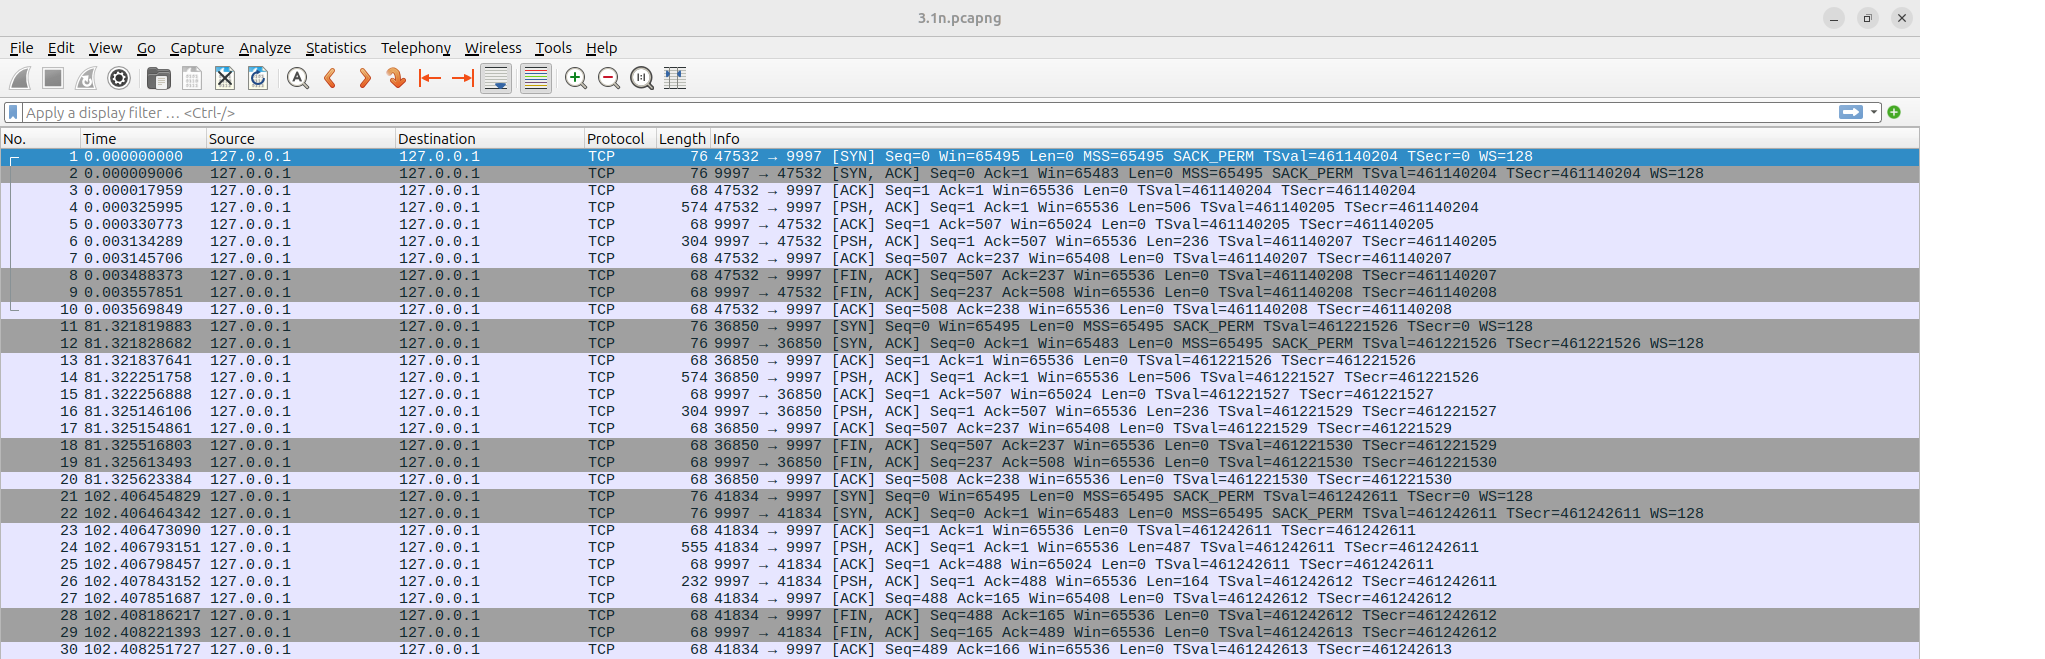 3.1n.pcapng
File Edit View Go Capture Analyze Statistics Telephony Wireless Tools Help
Apply a display filter … <Ctrl-/>
No. Time Source Destination Protocol Length Info
1 0.000000000 127.0.0.1 127.0.0.1 TCP 76 47532 → 9997 [SYN] Seq=0 Win=65495 Len=0 MSS=65495 SACK_PERM TSval=461140204 TSecr=0 WS=128
2 0.000009006 127.0.0.1 127.0.0.1 TCP 76 9997 → 47532 [SYN, ACK] Seq=0 Ack=1 Win=65483 Len=0 MSS=65495 SACK_PERM TSval=461140204 TSecr=461140204 WS=128
3 0.000017959 127.0.0.1 127.0.0.1 TCP 68 47532 → 9997 [ACK] Seq=1 Ack=1 Win=65536 Len=0 TSval=461140204 TSecr=461140204
4 0.000325995 127.0.0.1 127.0.0.1 TCP 574 47532 → 9997 [PSH, ACK] Seq=1 Ack=1 Win=65536 Len=506 TSval=461140205 TSecr=461140204
5 0.000330773 127.0.0.1 127.0.0.1 TCP 68 9997 → 47532 [ACK] Seq=1 Ack=507 Win=65024 Len=0 TSval=461140205 TSecr=461140205
6 0.003134289 127.0.0.1 127.0.0.1 TCP 304 9997 → 47532 [PSH, ACK] Seq=1 Ack=507 Win=65536 Len=236 TSval=461140207 TSecr=461140205
7 0.003145706 127.0.0.1 127.0.0.1 TCP 68 47532 → 9997 [ACK] Seq=507 Ack=237 Win=65408 Len=0 TSval=461140207 TSecr=461140207
8 0.003488373 127.0.0.1 127.0.0.1 TCP 68 47532 → 9997 [FIN, ACK] Seq=507 Ack=237 Win=65536 Len=0 TSval=461140208 TSecr=461140207
9 0.003557851 127.0.0.1 127.0.0.1 TCP 68 9997 → 47532 [FIN, ACK] Seq=237 Ack=508 Win=65536 Len=0 TSval=461140208 TSecr=461140208
10 0.003569849 127.0.0.1 127.0.0.1 TCP 68 47532 → 9997 [ACK] Seq=508 Ack=238 Win=65536 Len=0 TSval=461140208 TSecr=461140208
11 81.321819883 127.0.0.1 127.0.0.1 TCP 76 36850 → 9997 [SYN] Seq=0 Win=65495 Len=0 MSS=65495 SACK_PERM TSval=461221526 TSecr=0 WS=128
12 81.321828682 127.0.0.1 127.0.0.1 TCP 76 9997 → 36850 [SYN, ACK] Seq=0 Ack=1 Win=65483 Len=0 MSS=65495 SACK_PERM TSval=461221526 TSecr=461221526 WS=128
13 81.321837641 127.0.0.1 127.0.0.1 TCP 68 36850 → 9997 [ACK] Seq=1 Ack=1 Win=65536 Len=0 TSval=461221526 TSecr=461221526
14 81.322251758 127.0.0.1 127.0.0.1 TCP 574 36850 → 9997 [PSH, ACK] Seq=1 Ack=1 Win=65536 Len=506 TSval=461221527 TSecr=461221526
15 81.322256888 127.0.0.1 127.0.0.1 TCP 68 9997 → 36850 [ACK] Seq=1 Ack=507 Win=65024 Len=0 TSval=461221527 TSecr=461221527
16 81.325146106 127.0.0.1 127.0.0.1 TCP 304 9997 → 36850 [PSH, ACK] Seq=1 Ack=507 Win=65536 Len=236 TSval=461221529 TSecr=461221527
17 81.325154861 127.0.0.1 127.0.0.1 TCP 68 36850 → 9997 [ACK] Seq=507 Ack=237 Win=65408 Len=0 TSval=461221529 TSecr=461221529
18 81.325516803 127.0.0.1 127.0.0.1 TCP 68 36850 → 9997 [FIN, ACK] Seq=507 Ack=237 Win=65536 Len=0 TSval=461221530 TSecr=461221529
19 81.325613493 127.0.0.1 127.0.0.1 TCP 68 9997 → 36850 [FIN, ACK] Seq=237 Ack=508 Win=65536 Len=0 TSval=461221530 TSecr=461221530
20 81.325623384 127.0.0.1 127.0.0.1 TCP 68 36850 → 9997 [ACK] Seq=508 Ack=238 Win=65536 Len=0 TSval=461221530 TSecr=461221530
21 102.406454829 127.0.0.1 127.0.0.1 TCP 76 41834 → 9997 [SYN] Seq=0 Win=65495 Len=0 MSS=65495 SACK_PERM TSval=461242611 TSecr=0 WS=128
22 102.406464342 127.0.0.1 127.0.0.1 TCP 76 9997 → 41834 [SYN, ACK] Seq=0 Ack=1 Win=65483 Len=0 MSS=65495 SACK_PERM TSval=461242611 TSecr=461242611 WS=128
23 102.406473090 127.0.0.1 127.0.0.1 TCP 68 41834 → 9997 [ACK] Seq=1 Ack=1 Win=65536 Len=0 TSval=461242611 TSecr=461242611
24 102.406793151 127.0.0.1 127.0.0.1 TCP 555 41834 → 9997 [PSH, ACK] Seq=1 Ack=1 Win=65536 Len=487 TSval=461242611 TSecr=461242611
25 102.406798457 127.0.0.1 127.0.0.1 TCP 68 9997 → 41834 [ACK] Seq=1 Ack=488 Win=65024 Len=0 TSval=461242611 TSecr=461242611
26 102.407843152 127.0.0.1 127.0.0.1 TCP 232 9997 → 41834 [PSH, ACK] Seq=1 Ack=488 Win=65536 Len=164 TSval=461242612 TSecr=461242611
27 102.407851687 127.0.0.1 127.0.0.1 TCP 68 41834 → 9997 [ACK] Seq=488 Ack=165 Win=65408 Len=0 TSval=461242612 TSecr=461242612
28 102.408186217 127.0.0.1 127.0.0.1 TCP 68 41834 → 9997 [FIN, ACK] Seq=488 Ack=165 Win=65536 Len=0 TSval=461242612 TSecr=461242612
29 102.408221393 127.0.0.1 127.0.0.1 TCP 68 9997 → 41834 [FIN, ACK] Seq=165 Ack=489 Win=65536 Len=0 TSval=461242613 TSecr=461242612
30 102.408251727 127.0.0.1 127.0.0.1 TCP 68 41834 → 9997 [ACK] Seq=489 Ack=166 Win=65536 Len=0 TSval=461242613 TSecr=461242613